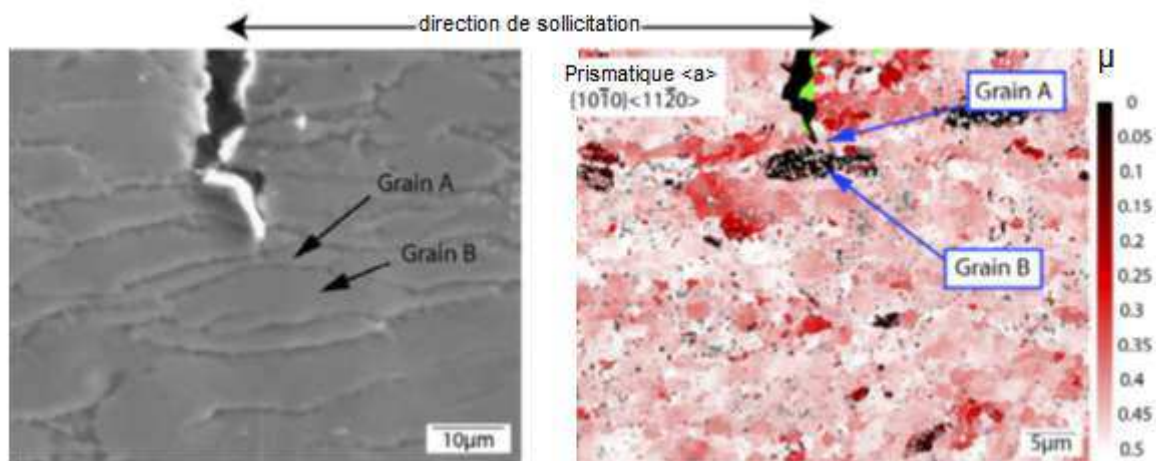 direction de sollicitation
Grain A
Grain B
10μm
Prismatique <a>
{101̄0}<112̄0>
Grain A
Grain B
5μm
μ
0
0.05
0.1
0.15
0.2
0.25
0.3
0.35
0.4
0.45
0.5